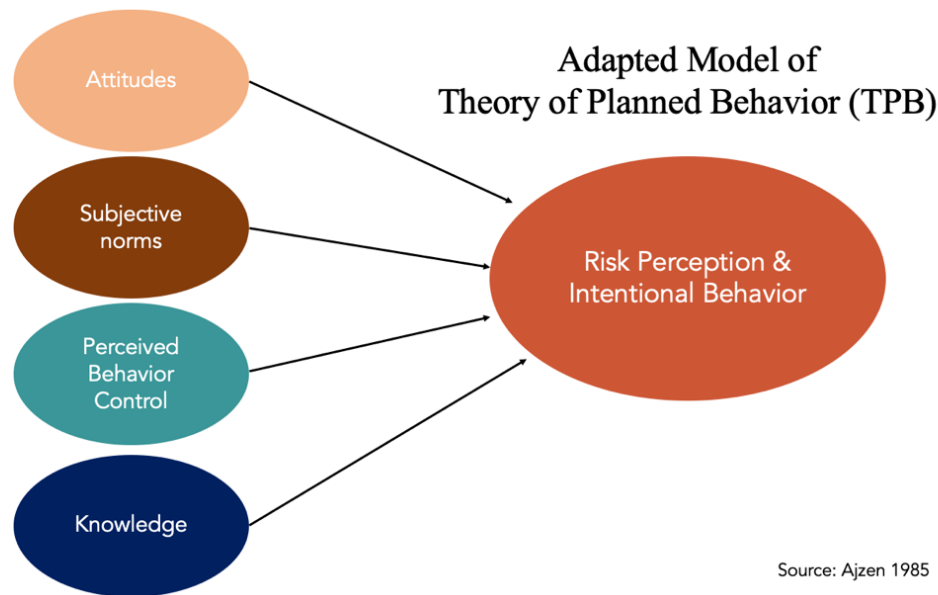 Adapted Model of
Theory of Planned Behavior (TPB)
Attitudes
Subjective
norms
Perceived
Behavior
Control
Knowledge
Risk Perception &
Intentional Behavior
Source: Ajzen 1985